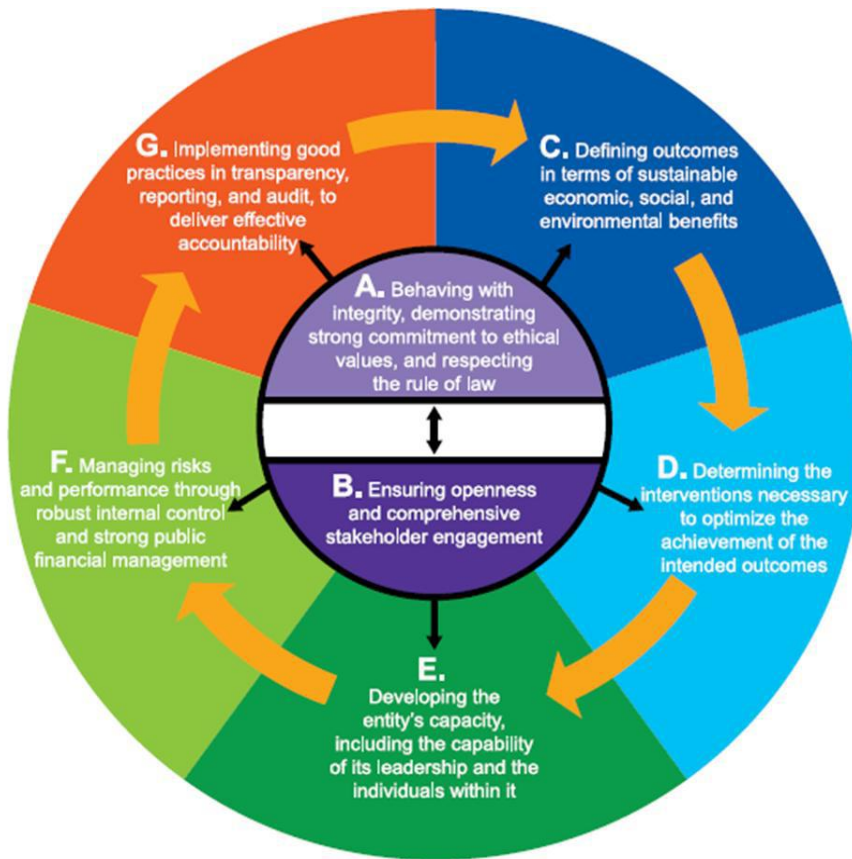 G. Implementing good
practices in transparency,
reporting, and audit, to
deliver effective
accountability
C. Defining outcomes
in terms of sustainable
economic, social, and
environmental benefits
A. Behaving with
integrity, demonstrating
strong commitment to ethical
values, and respecting
the rule of law
B. Ensuring openness
and comprehensive
stakeholder engagement
F. Managing risks
and performance through
robust internal control
and strong public
financial management
D. Determining the
interventions necessary
to optimize the
achievement of the
intended outcomes
E.
Developing the
entity's capacity,
including the capability
of its leadership and the
individuals within it